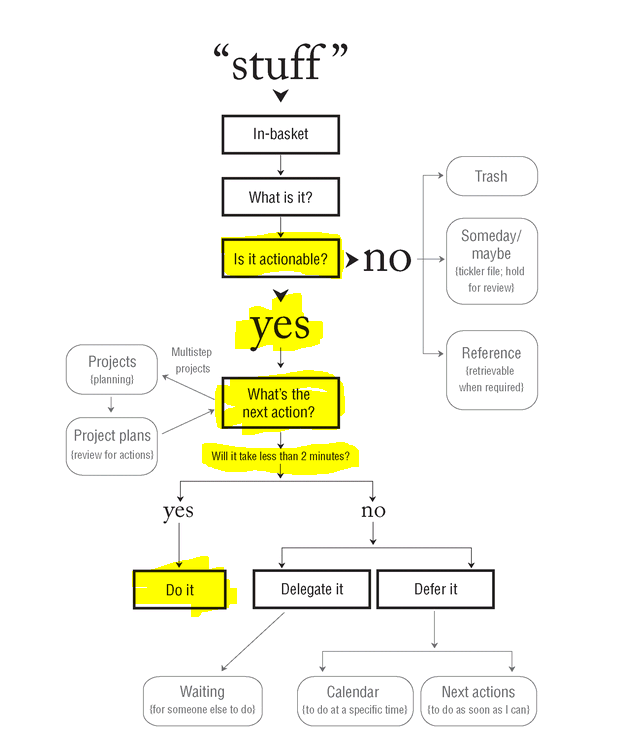 “stuff”
In-basket
What is it?
Is it actionable?
no
Trash
Someday/
maybe
{tickler file; hold
for review}
Reference
{retrievable
when required}
yes
Multistep
projects
Projects
{planning}
Project plans
{review for actions}
What's the
next action?
Will it take less than 2 minutes?
yes
no
Do it
Delegate it
Defer it
Waiting
{for someone else to do}
Calendar
{to do at a specific time}
Next actions
{to do as soon as I can}